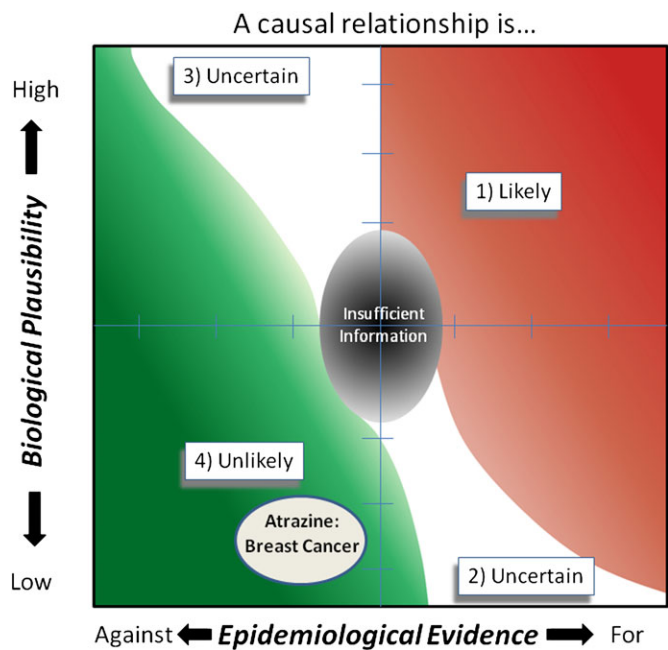 A causal relationship is...
3) Uncertain
High
1) Likely
Biological Plausibility
Insufficient
Information
4) Unlikely
Atrazine:
Breast Cancer
2) Uncertain
Low
Against Epidemiological Evidence For